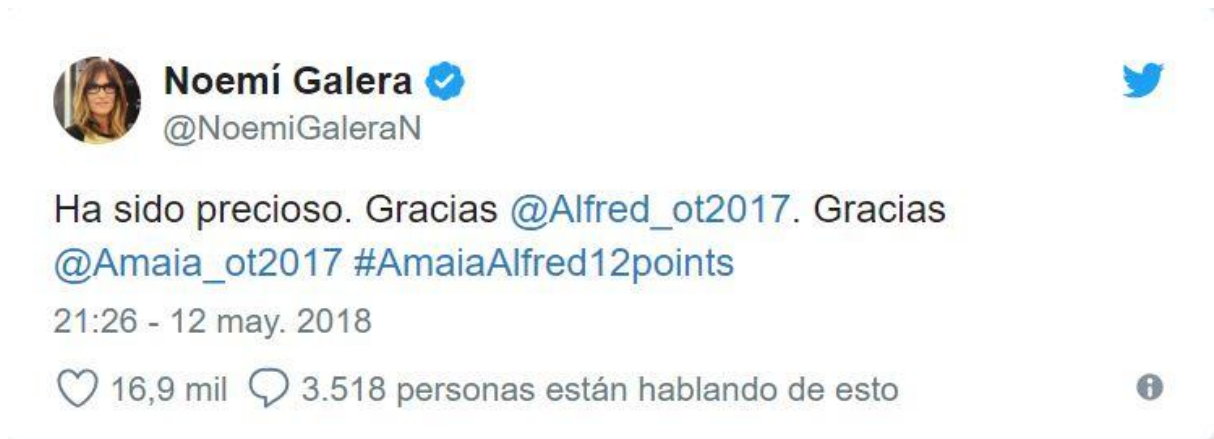 Noemí Galera
@NoemiGaleraN
Ha sido precioso. Gracias @Alfred_ot2017. Gracias
@Amaia_ot2017 #AmaiaAlfred12points
21:26 - 12 may. 2018
16,9 mil 3.518 personas están hablando de esto